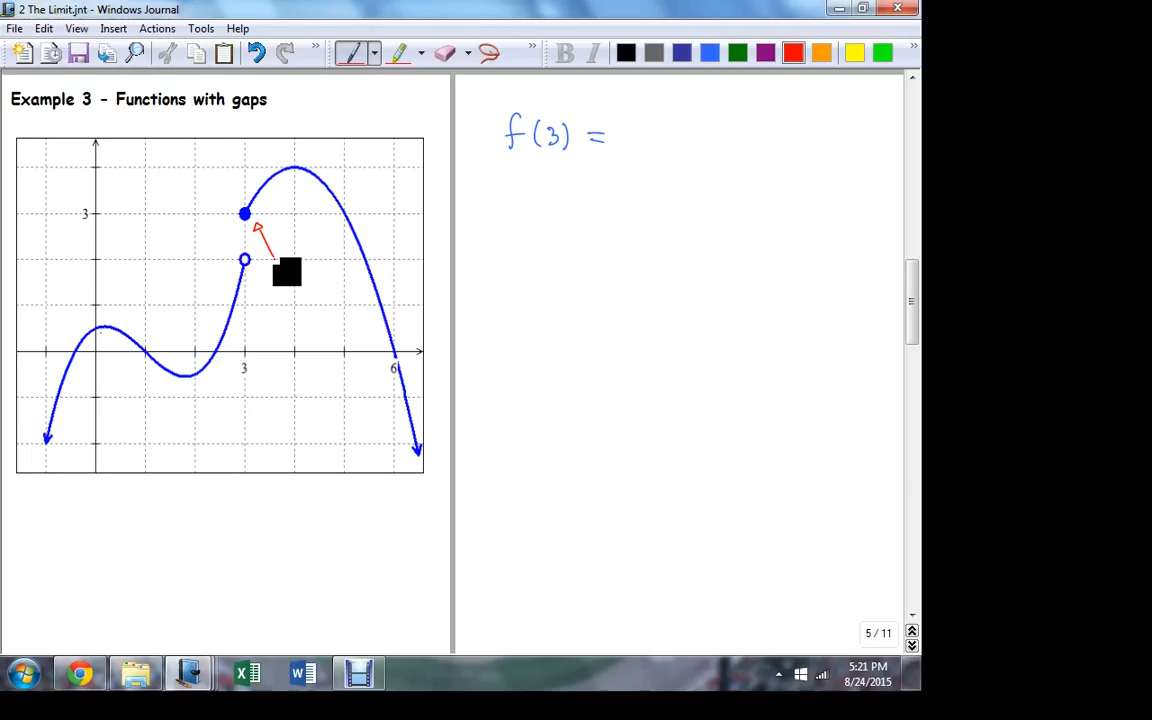 2 The Limit.jnt - Windows Journal
File Edit View Insert Actions Tools Help
B I
Example 3 - Functions with gaps
f(3) =
3
3
6
5 / 11
5:21 PM
8/24/2015